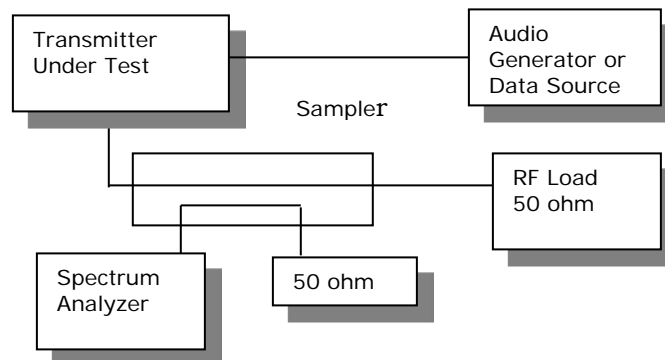 Transmitter
Under Test
Audio
Generator or
Data Source
Sampler
RF Load
50 ohm
Spectrum
Analyzer
50 ohm